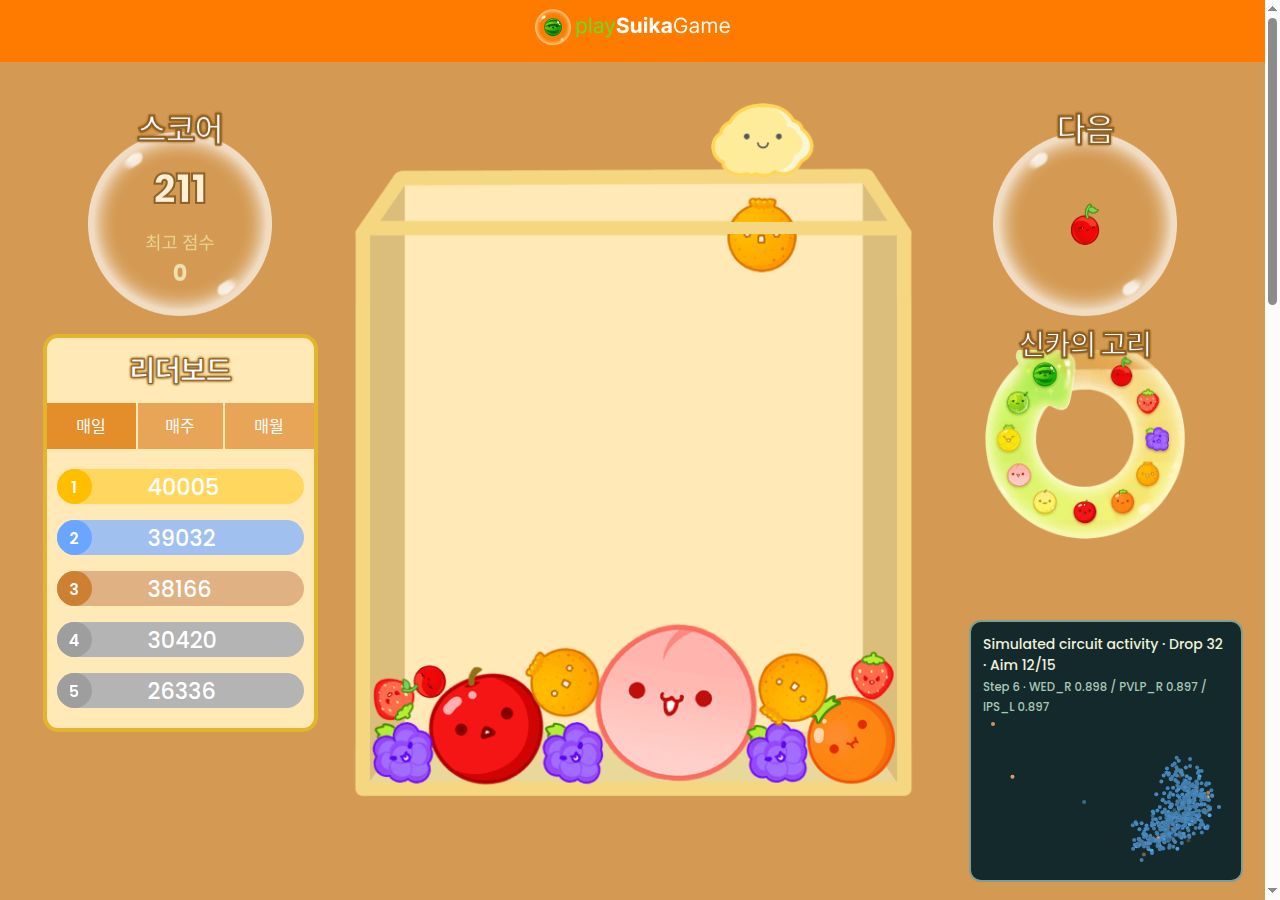 playSuikaGame
스코어
211
최고 점수
0
리더보드
매일 매주 매월
1 40005
2 39032
3 38166
4 30420
5 26336
다음
신카의 고리
Simulated circuit activity · Drop 32
· Aim 12/15
Step 6 · WED_R 0.898 / PVLP_R 0.897 /
IPS_L 0.897